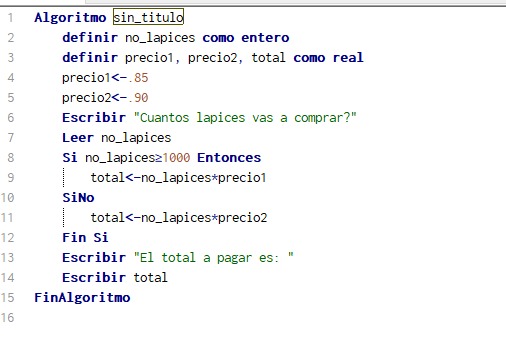 1 Algoritmo sin_titulo
2 definir no_lapices como entero
3 definir precio1, precio2, total como real
4 precio1<-.85
5 precio2<-.90
6 Escribir "Cuantos lapices vas a comprar?"
7 Leer no_lapices
8 Si no_lapices≥1000 Entonces
9 total<-no_lapices*precio1
10 SiNo
11 total<-no_lapices*precio2
12 Fin Si
13 Escribir "El total a pagar es: "
14 Escribir total
15 FinAlgoritmo
16